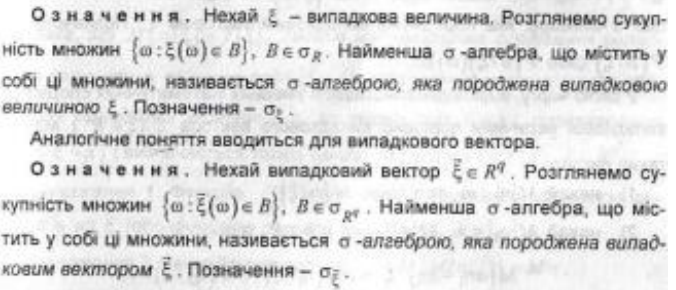 Означення. Нехай ξ – випадкова величина. Розглянемо сукуп-
ність множин {ω : ξ(ω) ∈ B}, B ∈ σ_R. Найменша σ-алгебра, що містить у
собі ці множини, називається σ-алгеброю, яка породжена випадковою
величиною ξ. Позначення – σ_ξ.
Аналогічне поняття вводиться для випадкового вектора.
Означення. Нехай випадковий вектор ξ⃗ ∈ R^q. Розглянемо су-
купність множин {ω : ξ⃗(ω) ∈ B}, B ∈ σ_{R^q}. Найменша σ-алгебра, що міс-
тить у собі ці множини, називається σ-алгеброю, яка породжена випад-
ковим вектором ξ⃗. Позначення – σ_ξ⃗.